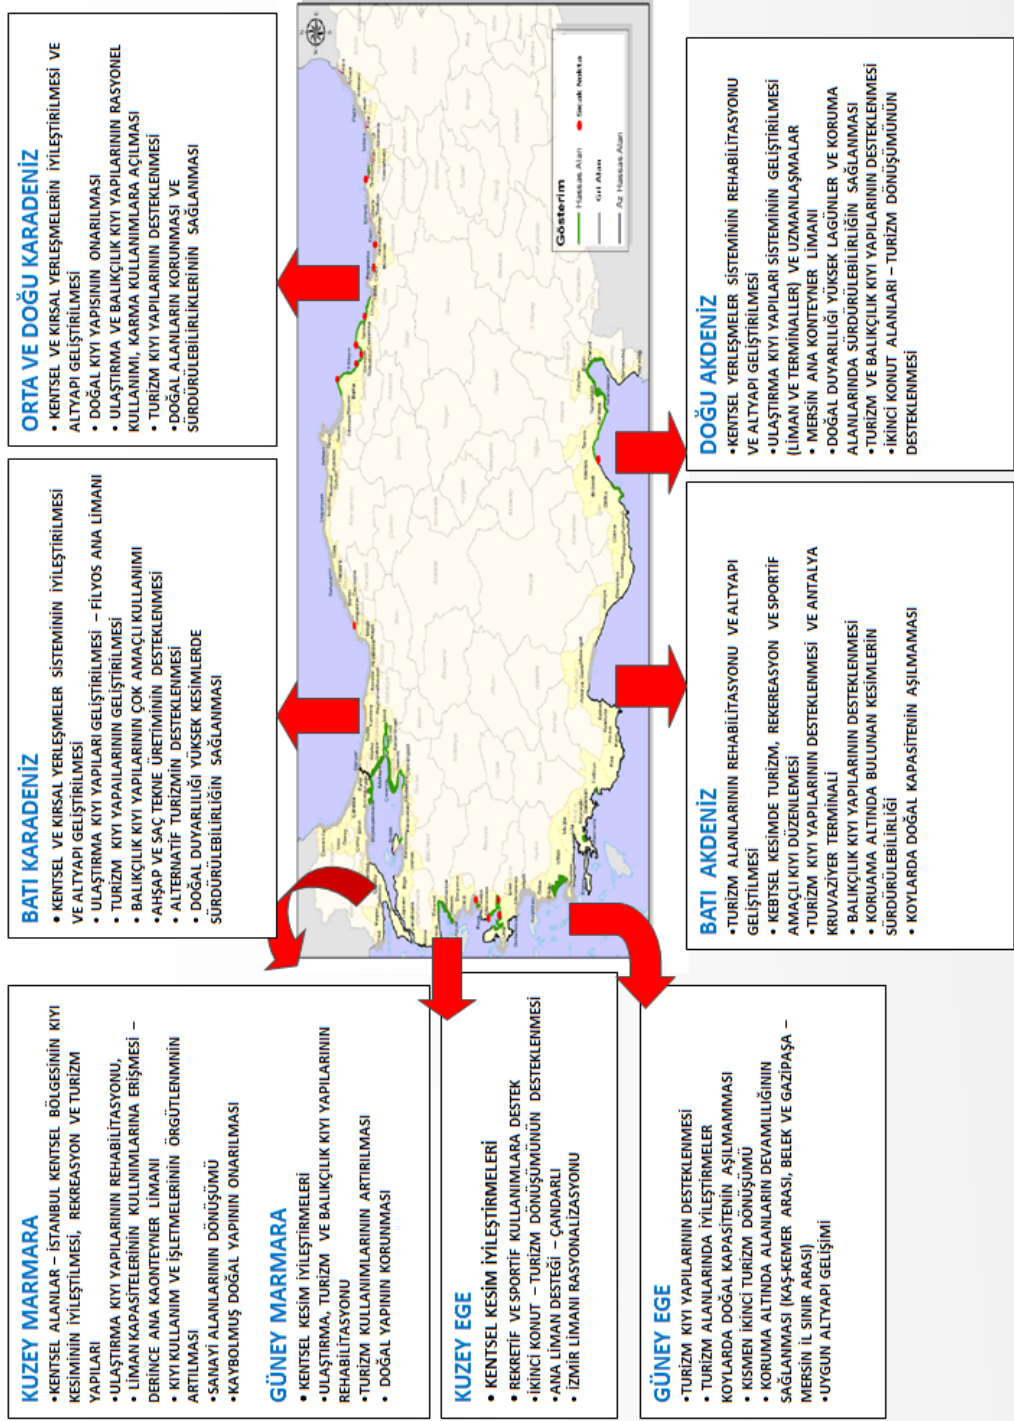 KUZEY MARMARA
•KENTSEL ALANLAR – İSTANBUL KENTSEL BÖLGESİNİN KIYI
KESİMİNİN İYİLEŞTİLMESİ, REKREASYON VE TURİZM
YAPILARI
•ULAŞTIRMA KIYI YAPILARININ REHABİLİTASYONU,
• LİMAN KAPASİTELERİNİN KULLNIMLARINA ERİŞMESİ –
DERİNCE ANA KAONTEYNER LİMANI
• KIYI KULLANIM VE İŞLETMELERİNİN ÖRGÜTLENMNİN
ARTILMASI
•SANAYİ ALANLARININ DÖNÜŞÜMÜ
•KAYBOLMUŞ DOĞAL YAPININ ONARILMASI
GÜNEY MARMARA
• KENTSEL KESİM İYİLEŞTİRMELERİ
•ULAŞTIRMA, TURİZM VE BALIKÇILIK KIYI YAPILARININ
REHABİLİTASYONU
•TURİZM KULLANIMLARININ ARTIRILMASI
• DOĞAL YAPININ KORUNMASI
BATI KARADENİZ
• KENTSEL VE KIRSAL YERLEŞMELER SİSTEMİNİN İYİLEŞTİRİLMESİ
VE ALTYAPI GELİŞTİRİLMESİ
• ULAŞTIRMA KIYI YAPILARI GELİŞTİRİLMESİ – FİLYOS ANA LİMANI
• TURİZM KIYI YAPAILARININ GELİŞTİRİLMESİ
• BALIKÇILIK KIYI YAPILARININ ÇOK AMAÇLI KULLANIMI
•AHŞAP VE SAÇ TEKNE ÜRETİMİNİN DESTEKLENMESİ
• ALTERNATİF TURİZMİN DESTEKLENMESİ
• DOĞAL DUYARLILIĞI YÜKSEK KESİMLERDE
SÜRDÜRÜLEBİLİRLİĞİN SAĞLANMASI
ORTA VE DOĞU KARADENİZ
• KENTSEL VE KIRSAL YERLEŞMELERİN İYİLEŞTİRİLMESİ VE
ALTYAPI GELİŞTİRİLMESİ
• DOĞAL KIYI YAPISININ ONARILMASI
• ULAŞTIRMA VE BALIKÇILIK KIYI YAPILARININ RASYONEL
KULLANIMI, KARMA KULLANIMLARA AÇILMASI
• TURİZM KIYI YAPILARININ DESTEKLENMESİ
•DOĞAL ALANLARIN KORUNMASI VE
SÜRDÜRÜLEBİLİRLİKLERİNİN SAĞLANMASI
Gösterim
Hassas Alan
Sıcak Nokta
Gri Alan
Az Hassas Alan
KUZEY EGE
• KENTSEL KESİM İYİLEŞTİRMELERİ
• REKRETİF VE SPORTİF KULLANIMLARA DESTEK
•İKİNCİ KONUT – TURİZM DÖNÜŞÜMÜNÜN DESTEKLENMESİ
•ANA LİMAN DESTEĞİ – ÇANDARLI
• İZMİR LİMANI RASYONALİZASYONU
GÜNEY EGE
•TURİZM KIYI YAPILARININ DESTEKLENMESİ
• TURİZM ALANLARINDA İYİLEŞTİRMELER
KOYLARDA DOĞAL KAPASİTENİN AŞILMAMMASI
• KISMEN İKİNCİ TURİZM DÖNÜŞÜMÜ
• KORUMA ALTINDA ALANLARIN DEVAMLILIĞININ
SAĞLANMASI (KAŞ-KEMER ARASI, BELEK VE GAZİPAŞA –
MERSİN İL SINIR ARASI)
•UYGUN ALTYAPI GELİŞİMİ
BATI AKDENİZ
•TURİZM ALANLARININ REHABİLİTASYONU VE ALTYAPI
GELİŞTİLMESİ
• KEBTSEL KESİMDE TURİZM, REKEREASYON VE SPORTİF
AMAÇLI KIYI DÜZENLEMESİ
•TURİZM KIYI YAPILARININ DESTEKLENMESİ VE ANTALYA
KRUVAZİYER TERMİNALİ
• BALIKÇILIK KIYI YAPILARININ DESTEKLENMESİ
• KORUAMA ALTINDA BULUNAN KESİMLERİN
SÜRDÜRÜLEBİLİRLİĞİ
• KOYLARDA DOĞAL KAPASİTENİN AŞILMAMASI
DOĞU AKDENİZ
•KENTSEL YERLEŞMELER SİSTEMİNİN REHABİLİTASYONU
VE ALTYAPI GELİŞTİRİLMESİ
•ULAŞTIRMA KIYI YAPILARI SİSTEMİNİN GELİŞTİRİLMESİ
(LİMAN VE TERMİNALLER) VE UZMANLAŞMALAR
• MERSİN ANA KONTEYNER LİMANI
•DOĞAL DUYARLILIĞI YÜKSEK LAGÜNLER VE KORUMA
ALANLARINDA SÜRDÜRÜLEBİLİRLİĞİN SAĞLANMASI
•TURİZM VE BALIKÇILIK KIYI YAPILARININ DESTEKLENMESİ
•İKİNCİ KONUT ALANLARI – TURİZM DÖNÜŞÜMÜNÜN
DESTEKLENMESİ